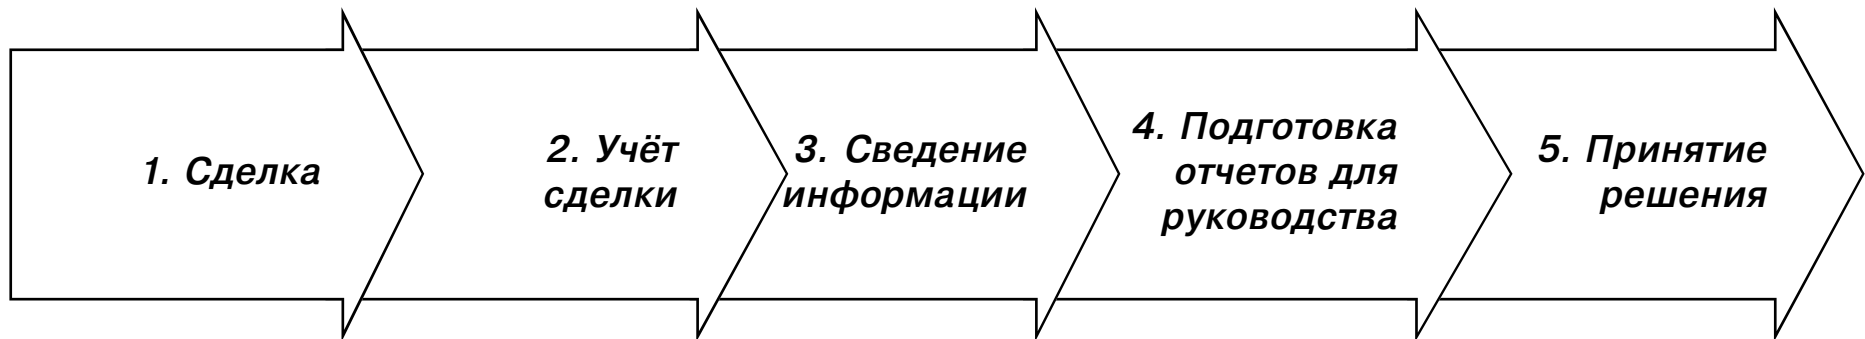 1. Сделка
2. Учёт
сделки
3. Сведение
информации
4. Подготовка
отчетов для
руководства
5. Принятие
решения